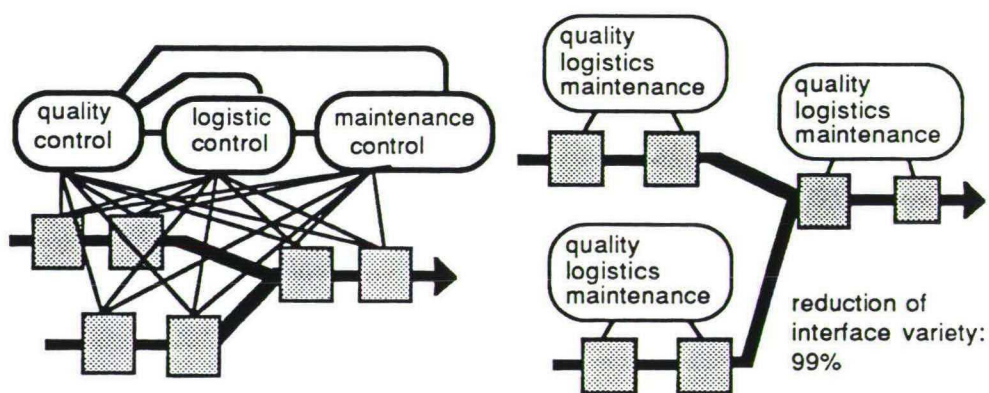 quality
control
logistic
control
maintenance
control
quality
logistics
maintenance
quality
logistics
maintenance
quality
logistics
maintenance
reduction of
interface variety:
99%